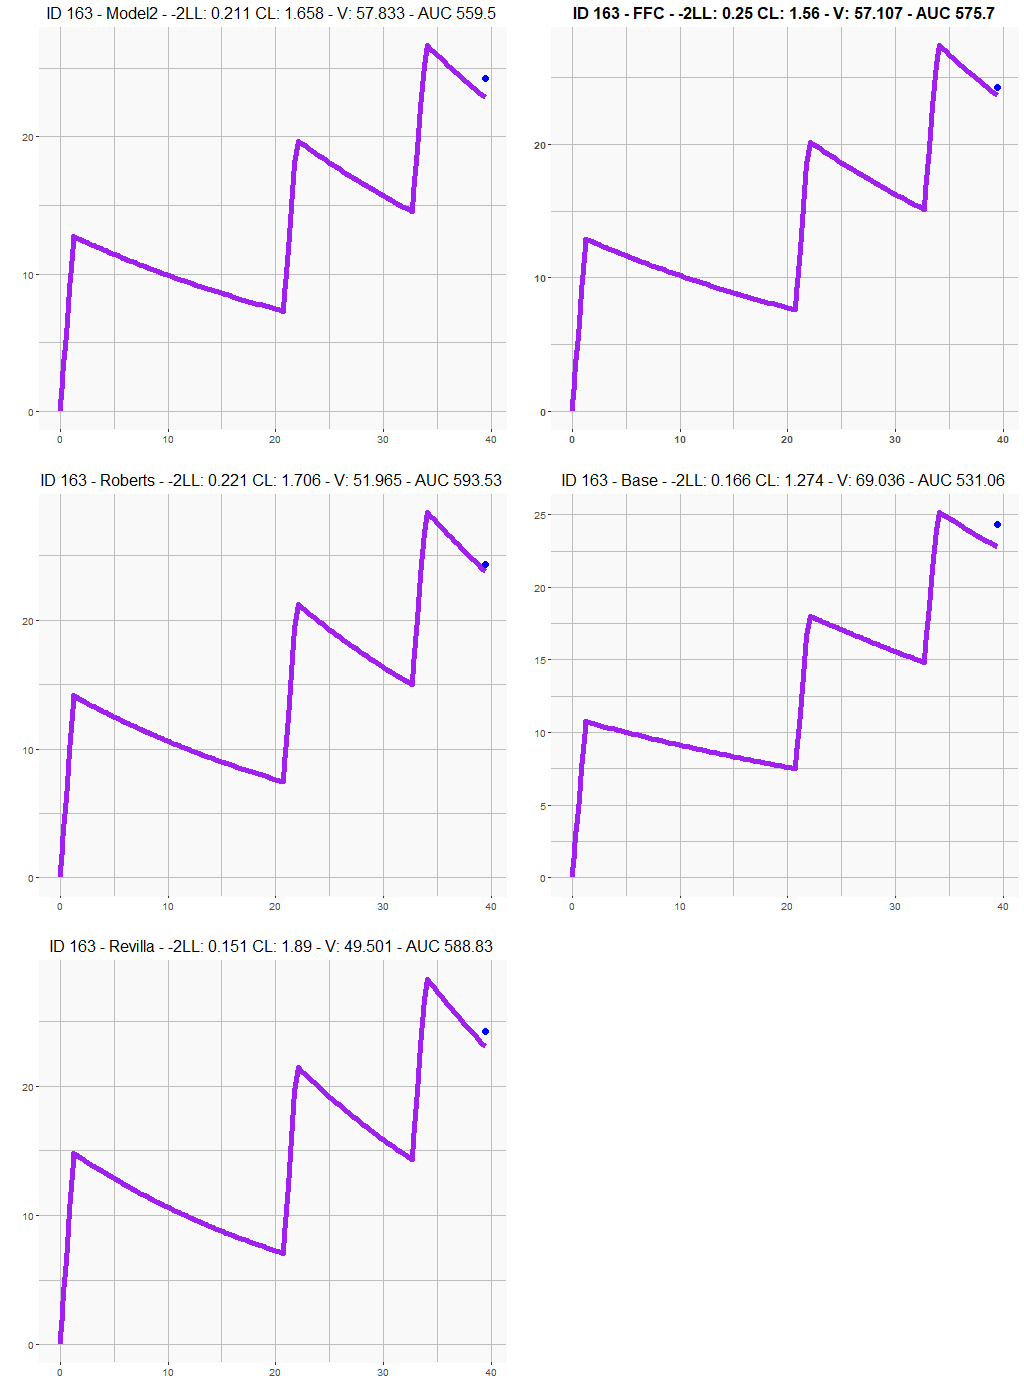 ID 163 - Model2 - -2LL: 0.211 CL: 1.658 - V: 57.833 - AUC 559.5
20
10
0
0 10 20 30 40
ID 163 - FFC - -2LL: 0.25 CL: 1.56 - V: 57.107 - AUC 575.7
20
10
0
0 10 20 30 40
ID 163 - Roberts - -2LL: 0.221 CL: 1.706 - V: 51.965 - AUC 593.53
20
10
0
0 10 20 30 40
ID 163 - Base - -2LL: 0.166 CL: 1.274 - V: 69.036 - AUC 531.06
25
20
15
10
5
0
0 10 20 30 40
ID 163 - Revilla - -2LL: 0.151 CL: 1.89 - V: 49.501 - AUC 588.83
20
10
0
0 10 20 30 40